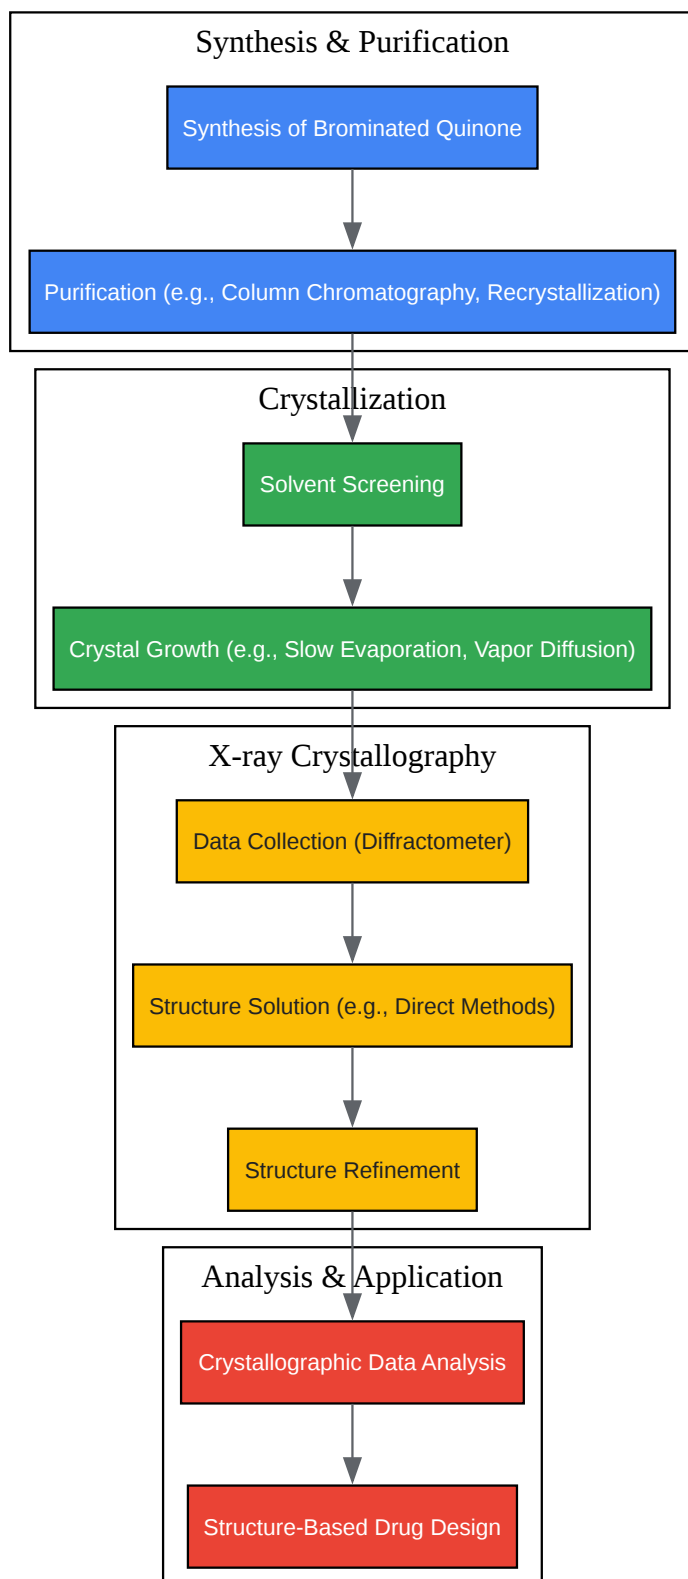 Synthesis & Purification
Synthesis of Brominated Quinone
Purification (e.g., Column Chromatography, Recrystallization)
Crystallization
Solvent Screening
Crystal Growth (e.g., Slow Evaporation, Vapor Diffusion)
X-ray Crystallography
Data Collection (Diffractometer)
Structure Solution (e.g., Direct Methods)
Structure Refinement
Analysis & Application
Crystallographic Data Analysis
Structure-Based Drug Design